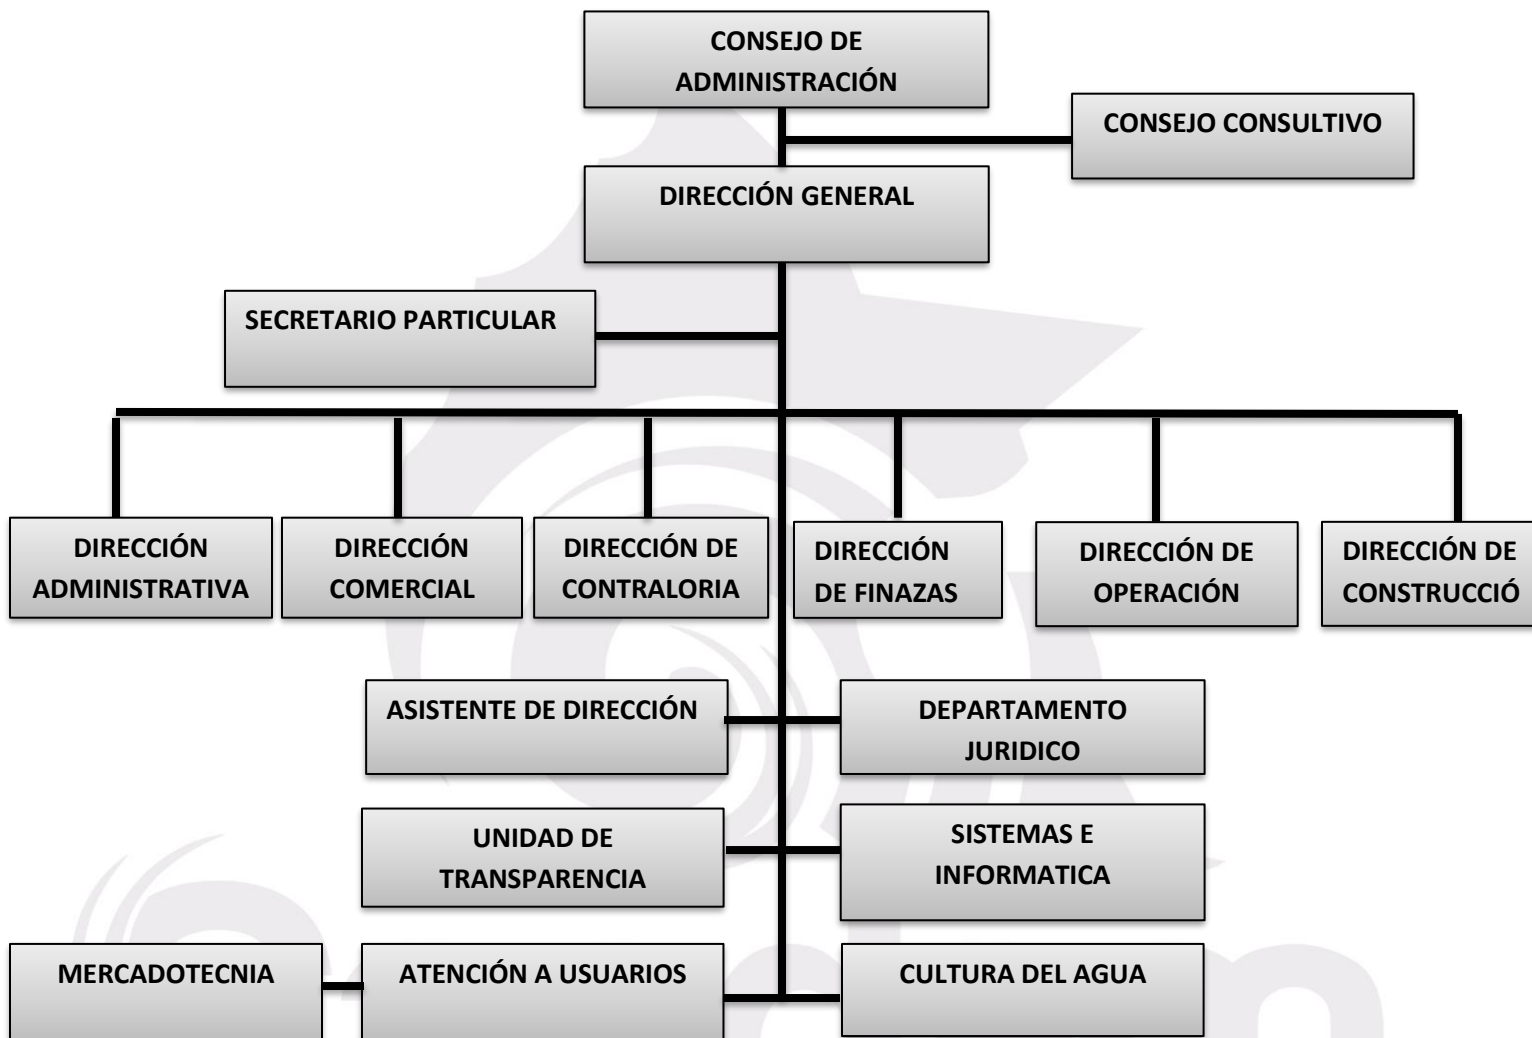 CONSEJO DE
ADMINISTRACIÓN
CONSEJO CONSULTIVO
DIRECCIÓN GENERAL
SECRETARIO PARTICULAR
DIRECCIÓN
ADMINISTRATIVA
DIRECCIÓN
COMERCIAL
DIRECCIÓN DE
CONTRALORIA
DIRECCIÓN
DE FINAZAS
DIRECCIÓN DE
OPERACIÓN
DIRECCIÓN DE
CONSTRUCCIÓ
ASISTENTE DE DIRECCIÓN
DEPARTAMENTO
JURIDICO
UNIDAD DE
TRANSPARENCIA
SISTEMAS E
INFORMATICA
MERCADOTECNIA
ATENCIÓN A USUARIOS
CULTURA DEL AGUA